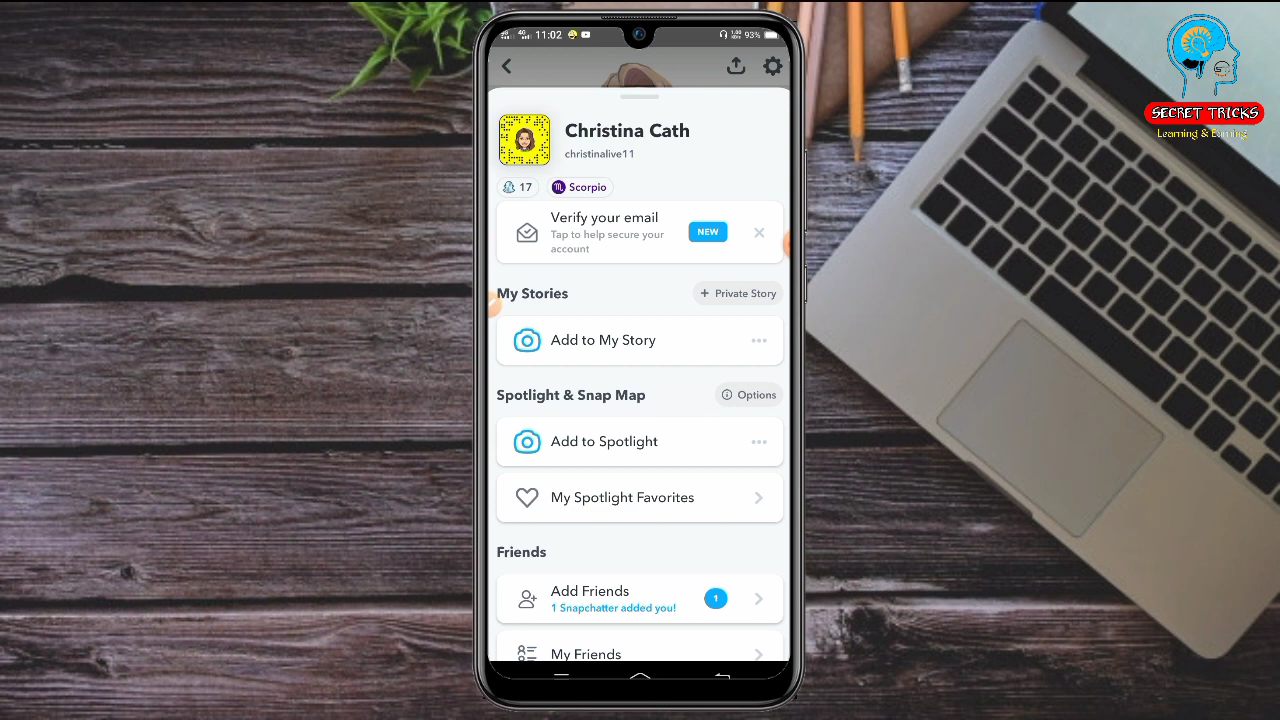 11:02
93%
SECRET TRICKS
Learning & Earning
Christina Cath
christinalive11
17
Scorpio
Verify your email
Tap to help secure your
account
NEW
My Stories
+ Private Story
Add to My Story
Spotlight & Snap Map
Options
Add to Spotlight
My Spotlight Favorites
Friends
Add Friends
1 Snapchatter added you!
1
My Friends